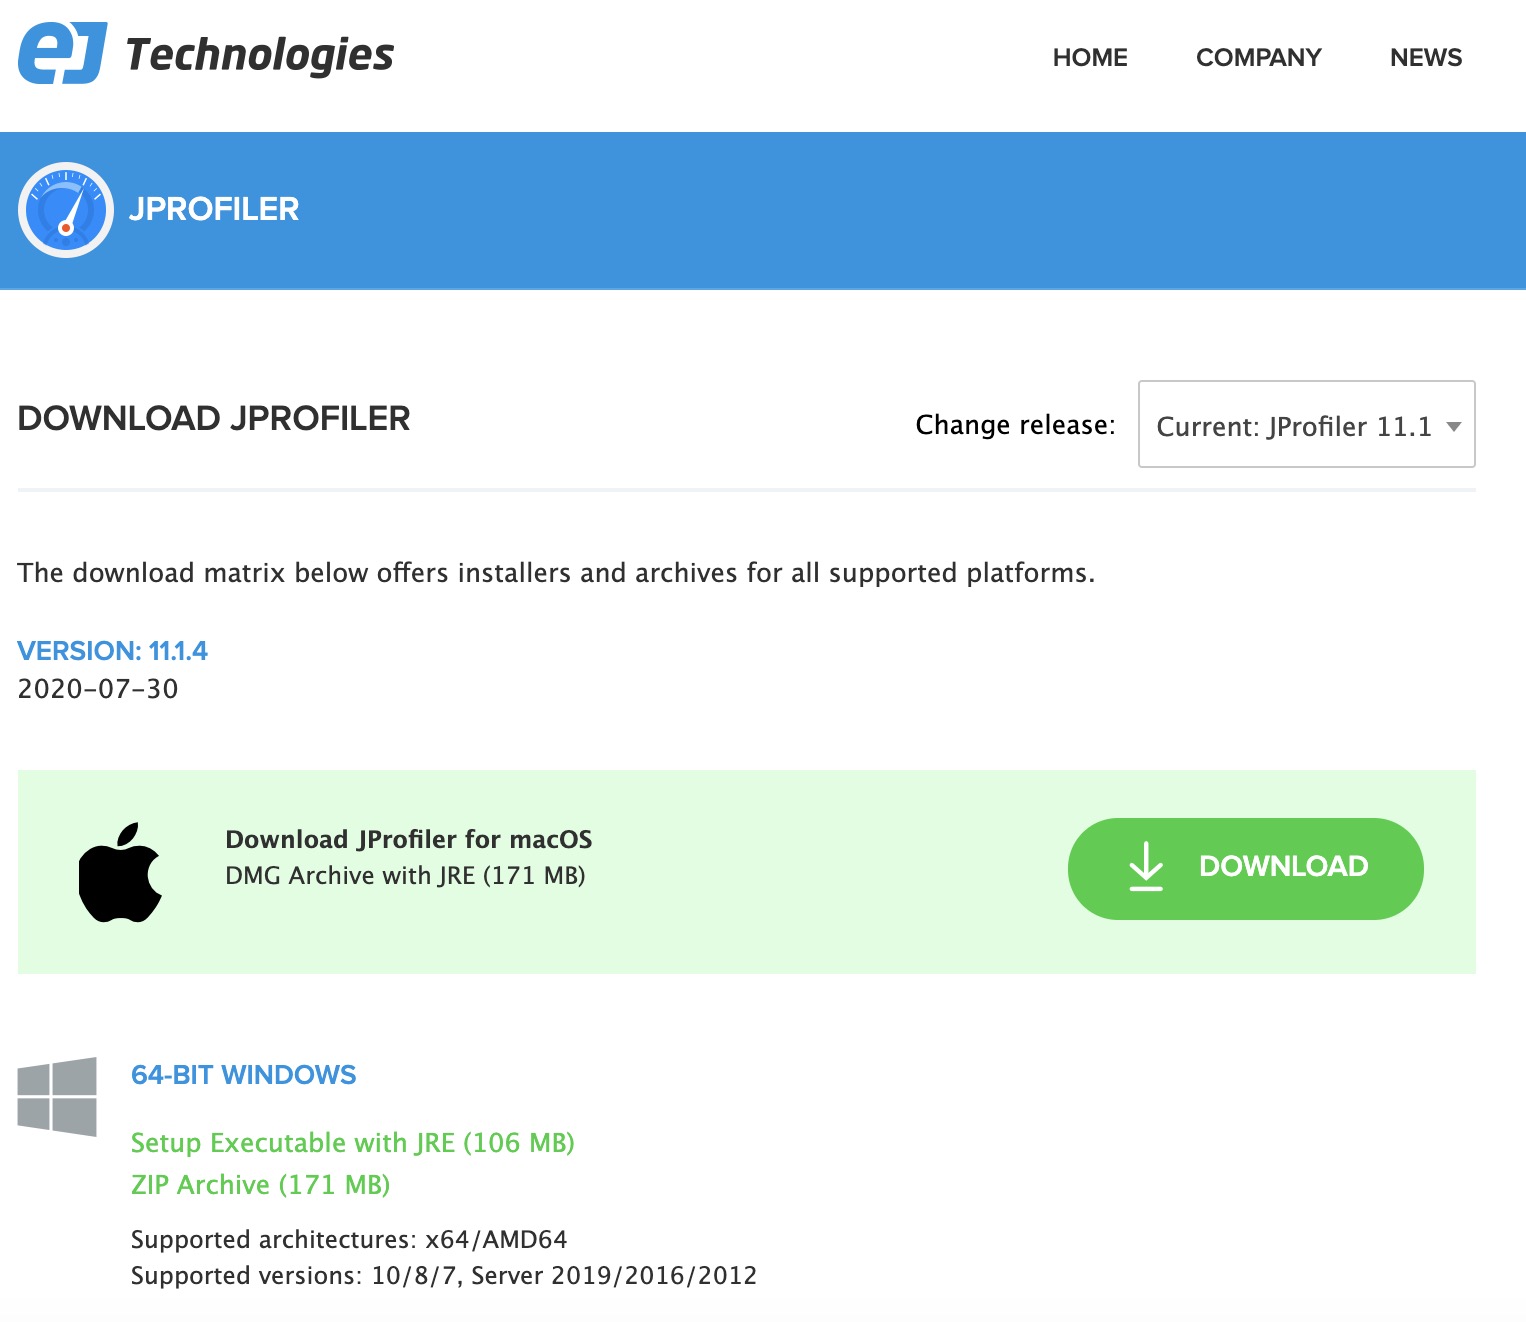 eJ Technologies
HOME COMPANY NEWS
JPROFILER
DOWNLOAD JPROFILER
Change release: Current: JProfiler 11.1
The download matrix below offers installers and archives for all supported platforms.
VERSION: 11.1.4
2020-07-30
Download JProfiler for macOS
DMG Archive with JRE (171 MB)
DOWNLOAD
64-BIT WINDOWS
Setup Executable with JRE (106 MB)
ZIP Archive (171 MB)
Supported architectures: x64/AMD64
Supported versions: 10/8/7, Server 2019/2016/2012